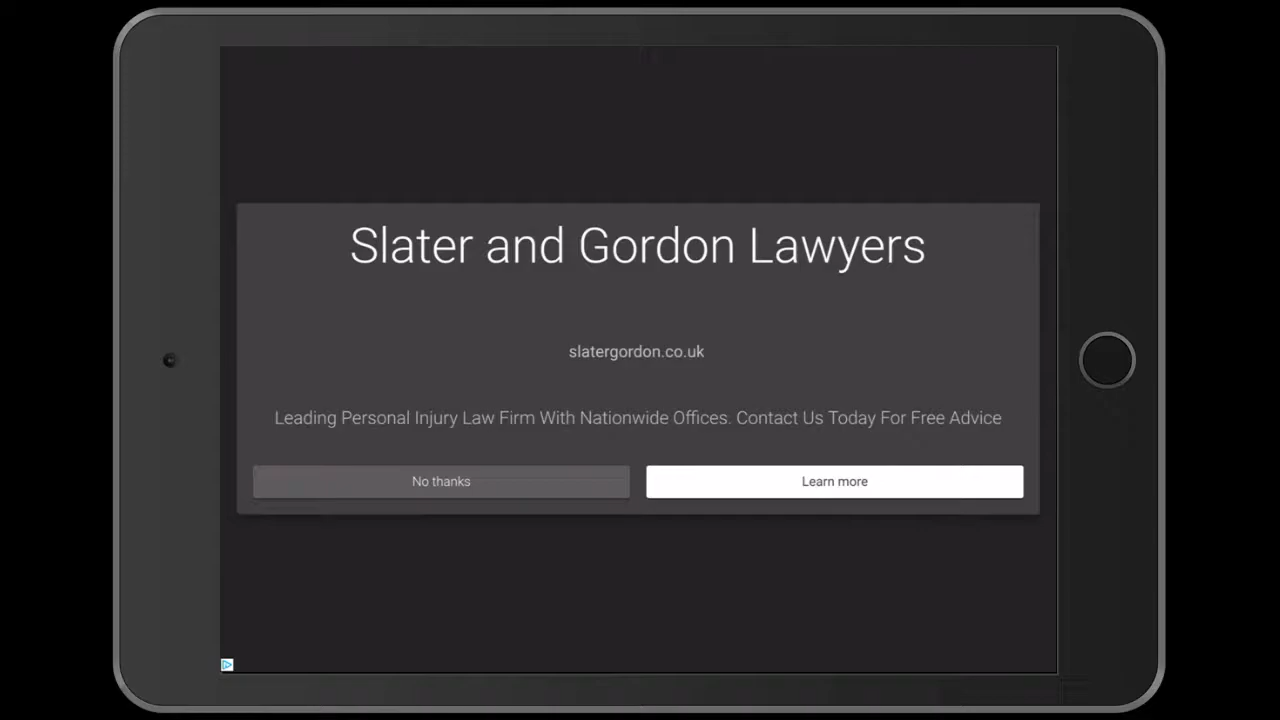 Slater and Gordon Lawyers
slatergordon.co.uk
Leading Personal Injury Law Firm With Nationwide Offices. Contact Us Today For Free Advice
No thanks
Learn more